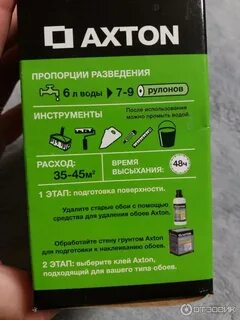 AXTON
ПРОПОРЦИИ РАЗВЕДЕНИЯ
6 л воды 7-9 рулонов
ИНСТРУМЕНТЫ
После использования
можно промыть водой.
РАСХОД:
35-45м²
ВРЕМЯ
ВЫСЫХАНИЯ:
48ч
1 ЭТАП: подготовка поверхности.
Удалите старые обои с помощью
средства для удаления обоев Axton.
Обработайте стену грунтом Axton
для подготовки к наклеиванию обоев.
2 ЭТАП: выберите клей Axton,
подходящий для вашего типа обоев.
ОТЗОВИК